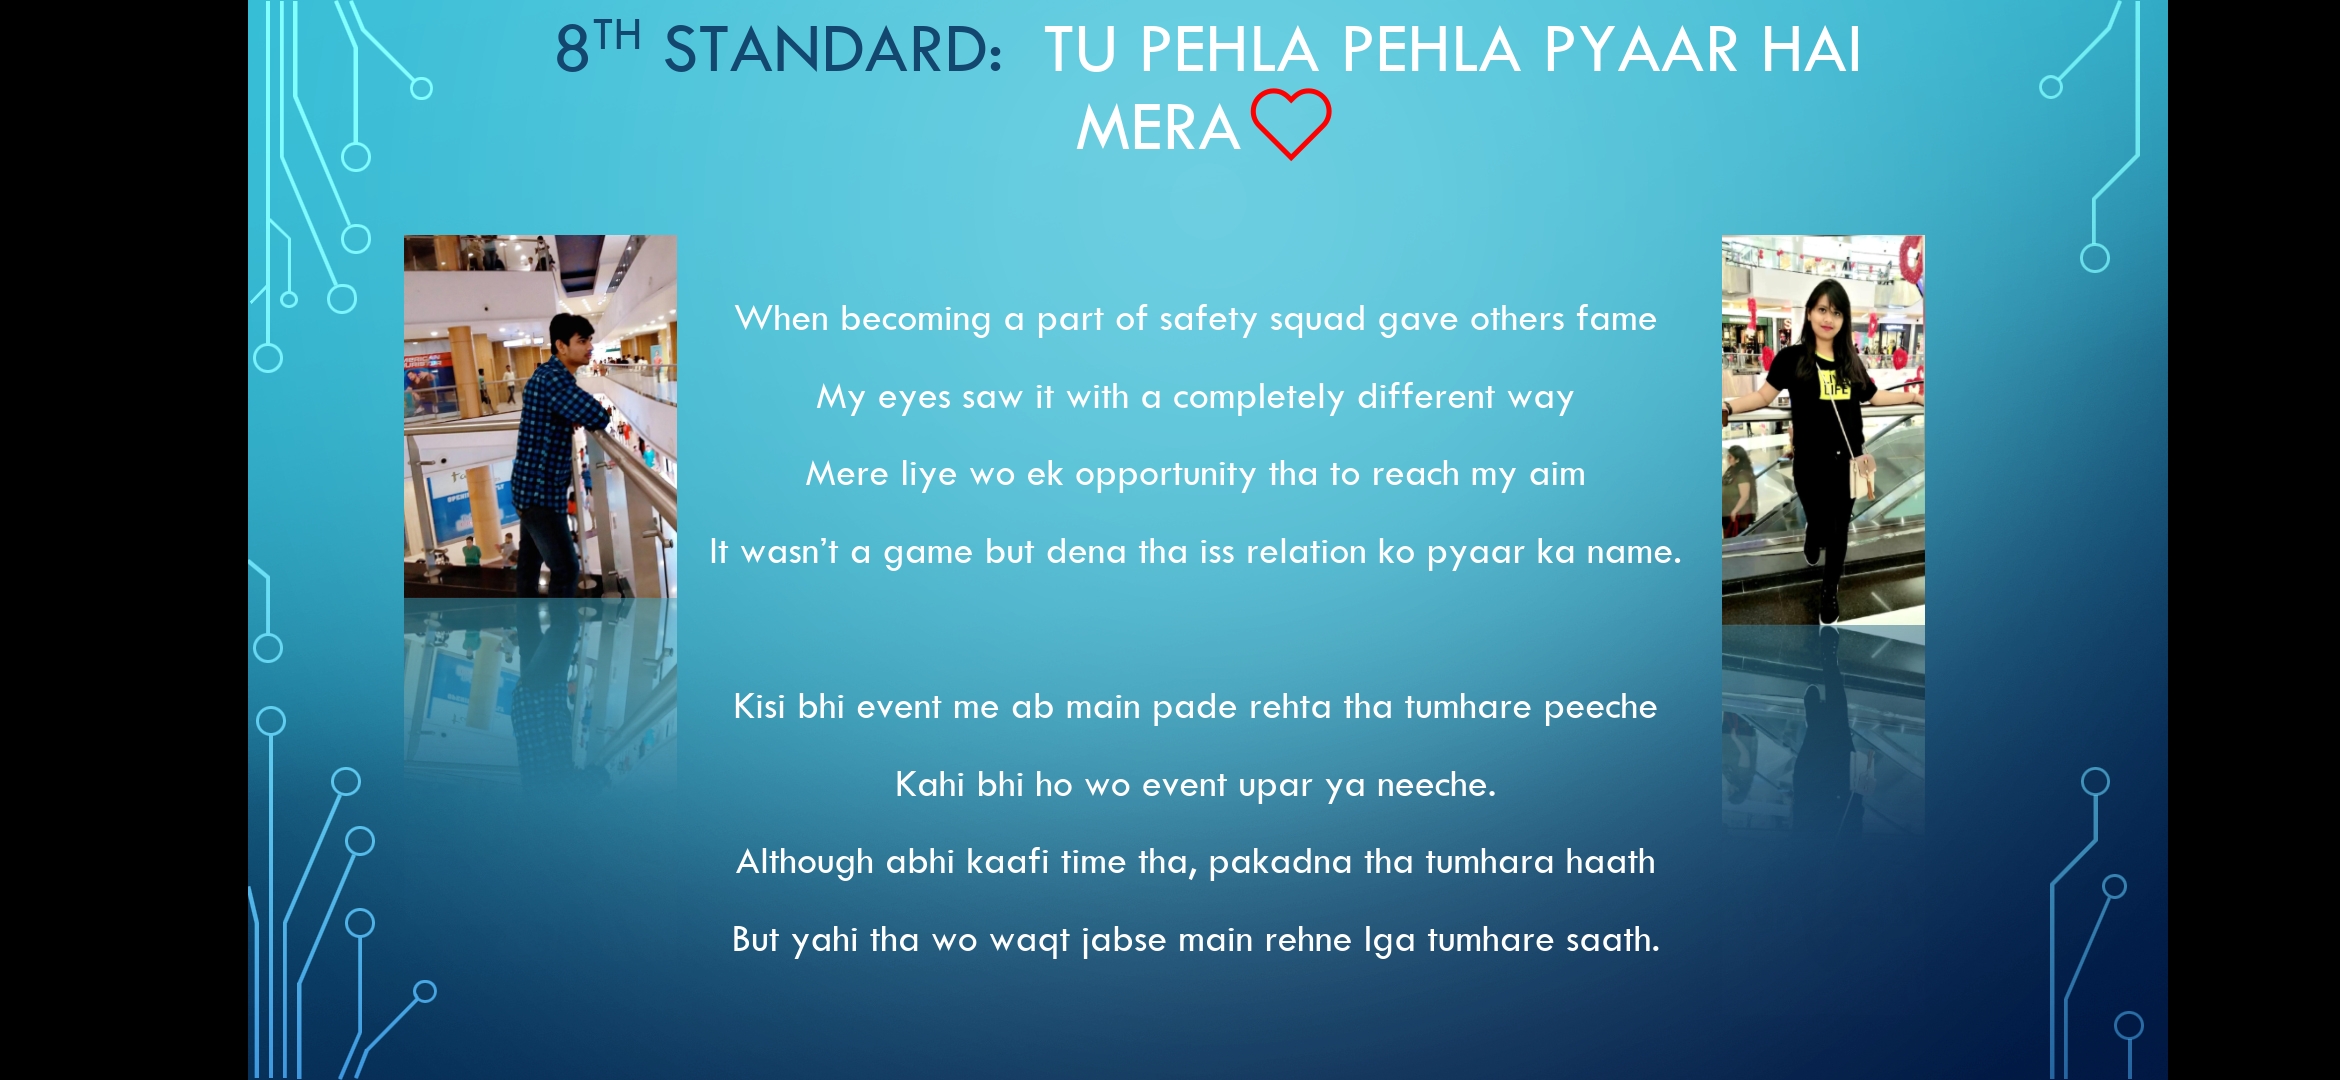 8TH STANDARD: TU PEHLA PEHLA PYAAR HAI
MERA
When becoming a part of safety squad gave others fame
My eyes saw it with a completely different way
Mere liye wo ek opportunity tha to reach my aim
It wasn’t a game but dena tha iss relation ko pyaar ka name.
Kisi bhi event me ab main pade rehta tha tumhare peeche
Kahi bhi ho wo event upar ya neeche.
Although abhi kaafi time tha, pakadna tha tumhara haath
But yahi tha wo waqt jabse main rehne lga tumhare saath.
LIFE